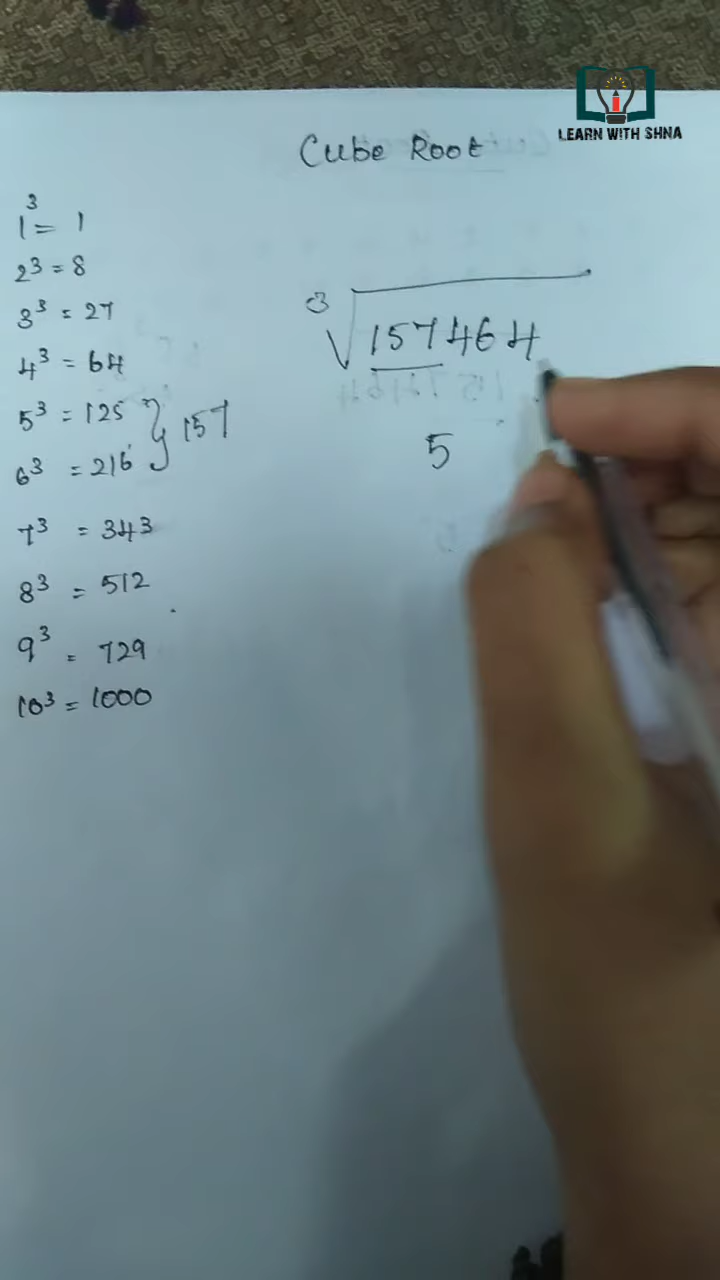 LEARN WITH SHNA
Cube Root
1³ = 1
2³ = 8
3³ = 27
4³ = 64
5³ = 125
6³ = 216
} 157
7³ = 343
8³ = 512
9³ = 729
10³ = 1000
³√157464
5